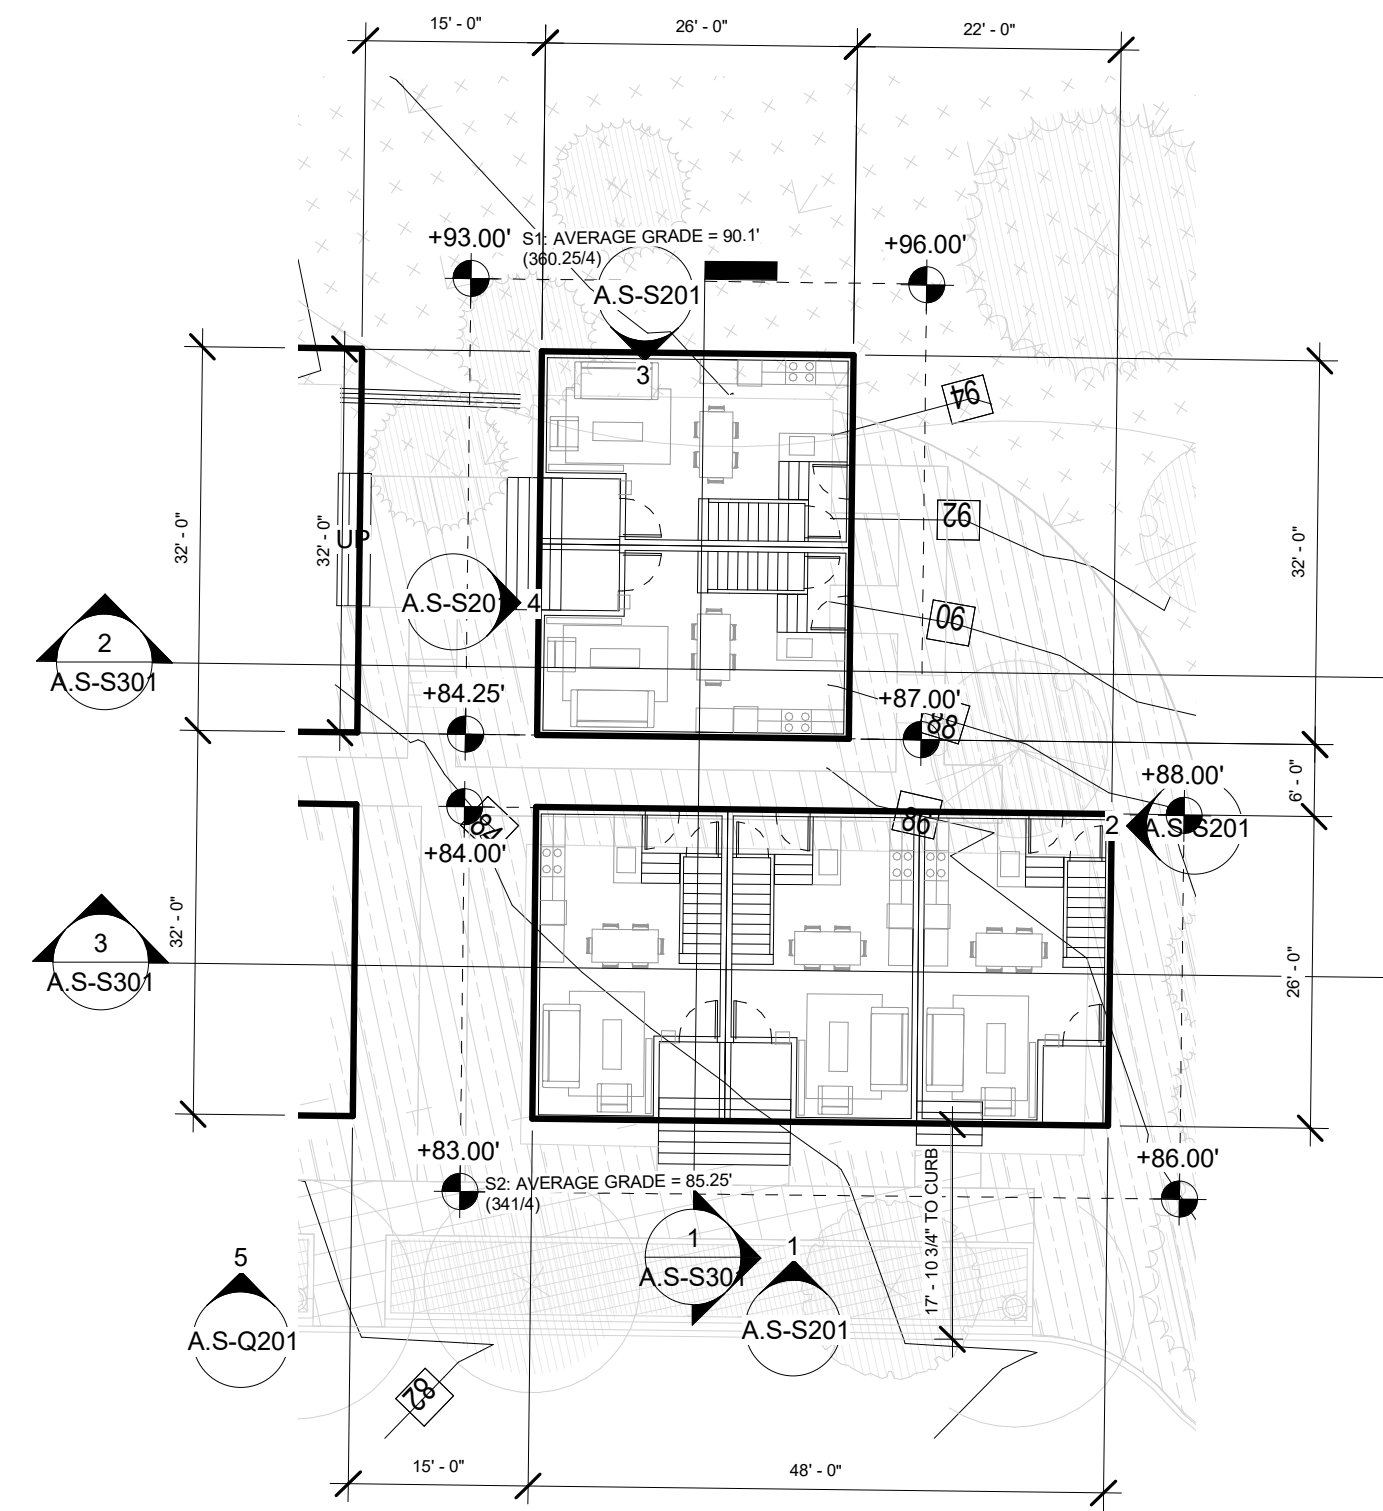 15' - 0"
26' - 0"
22' - 0"
+93.00'
S1: AVERAGE GRADE = 90.1'
(360.25/4)
+96.00'
A.S-S201
3
94
32' - 0"
32' - 0"
UP
92
32' - 0"
A.S-S201
4
90
2
A.S-S301
+84.25'
+87.00'
88
+88.00'
6' - 0"
84
86
2
A.S-S201
+84.00'
32' - 0"
3
A.S-S301
26' - 0"
+83.00'
S2: AVERAGE GRADE = 85.25'
(341/4)
+86.00'
17' - 10 3/4" TO CURB
1
A.S-S301
1
A.S-S201
5
A.S-Q201
82
15' - 0"
48' - 0"